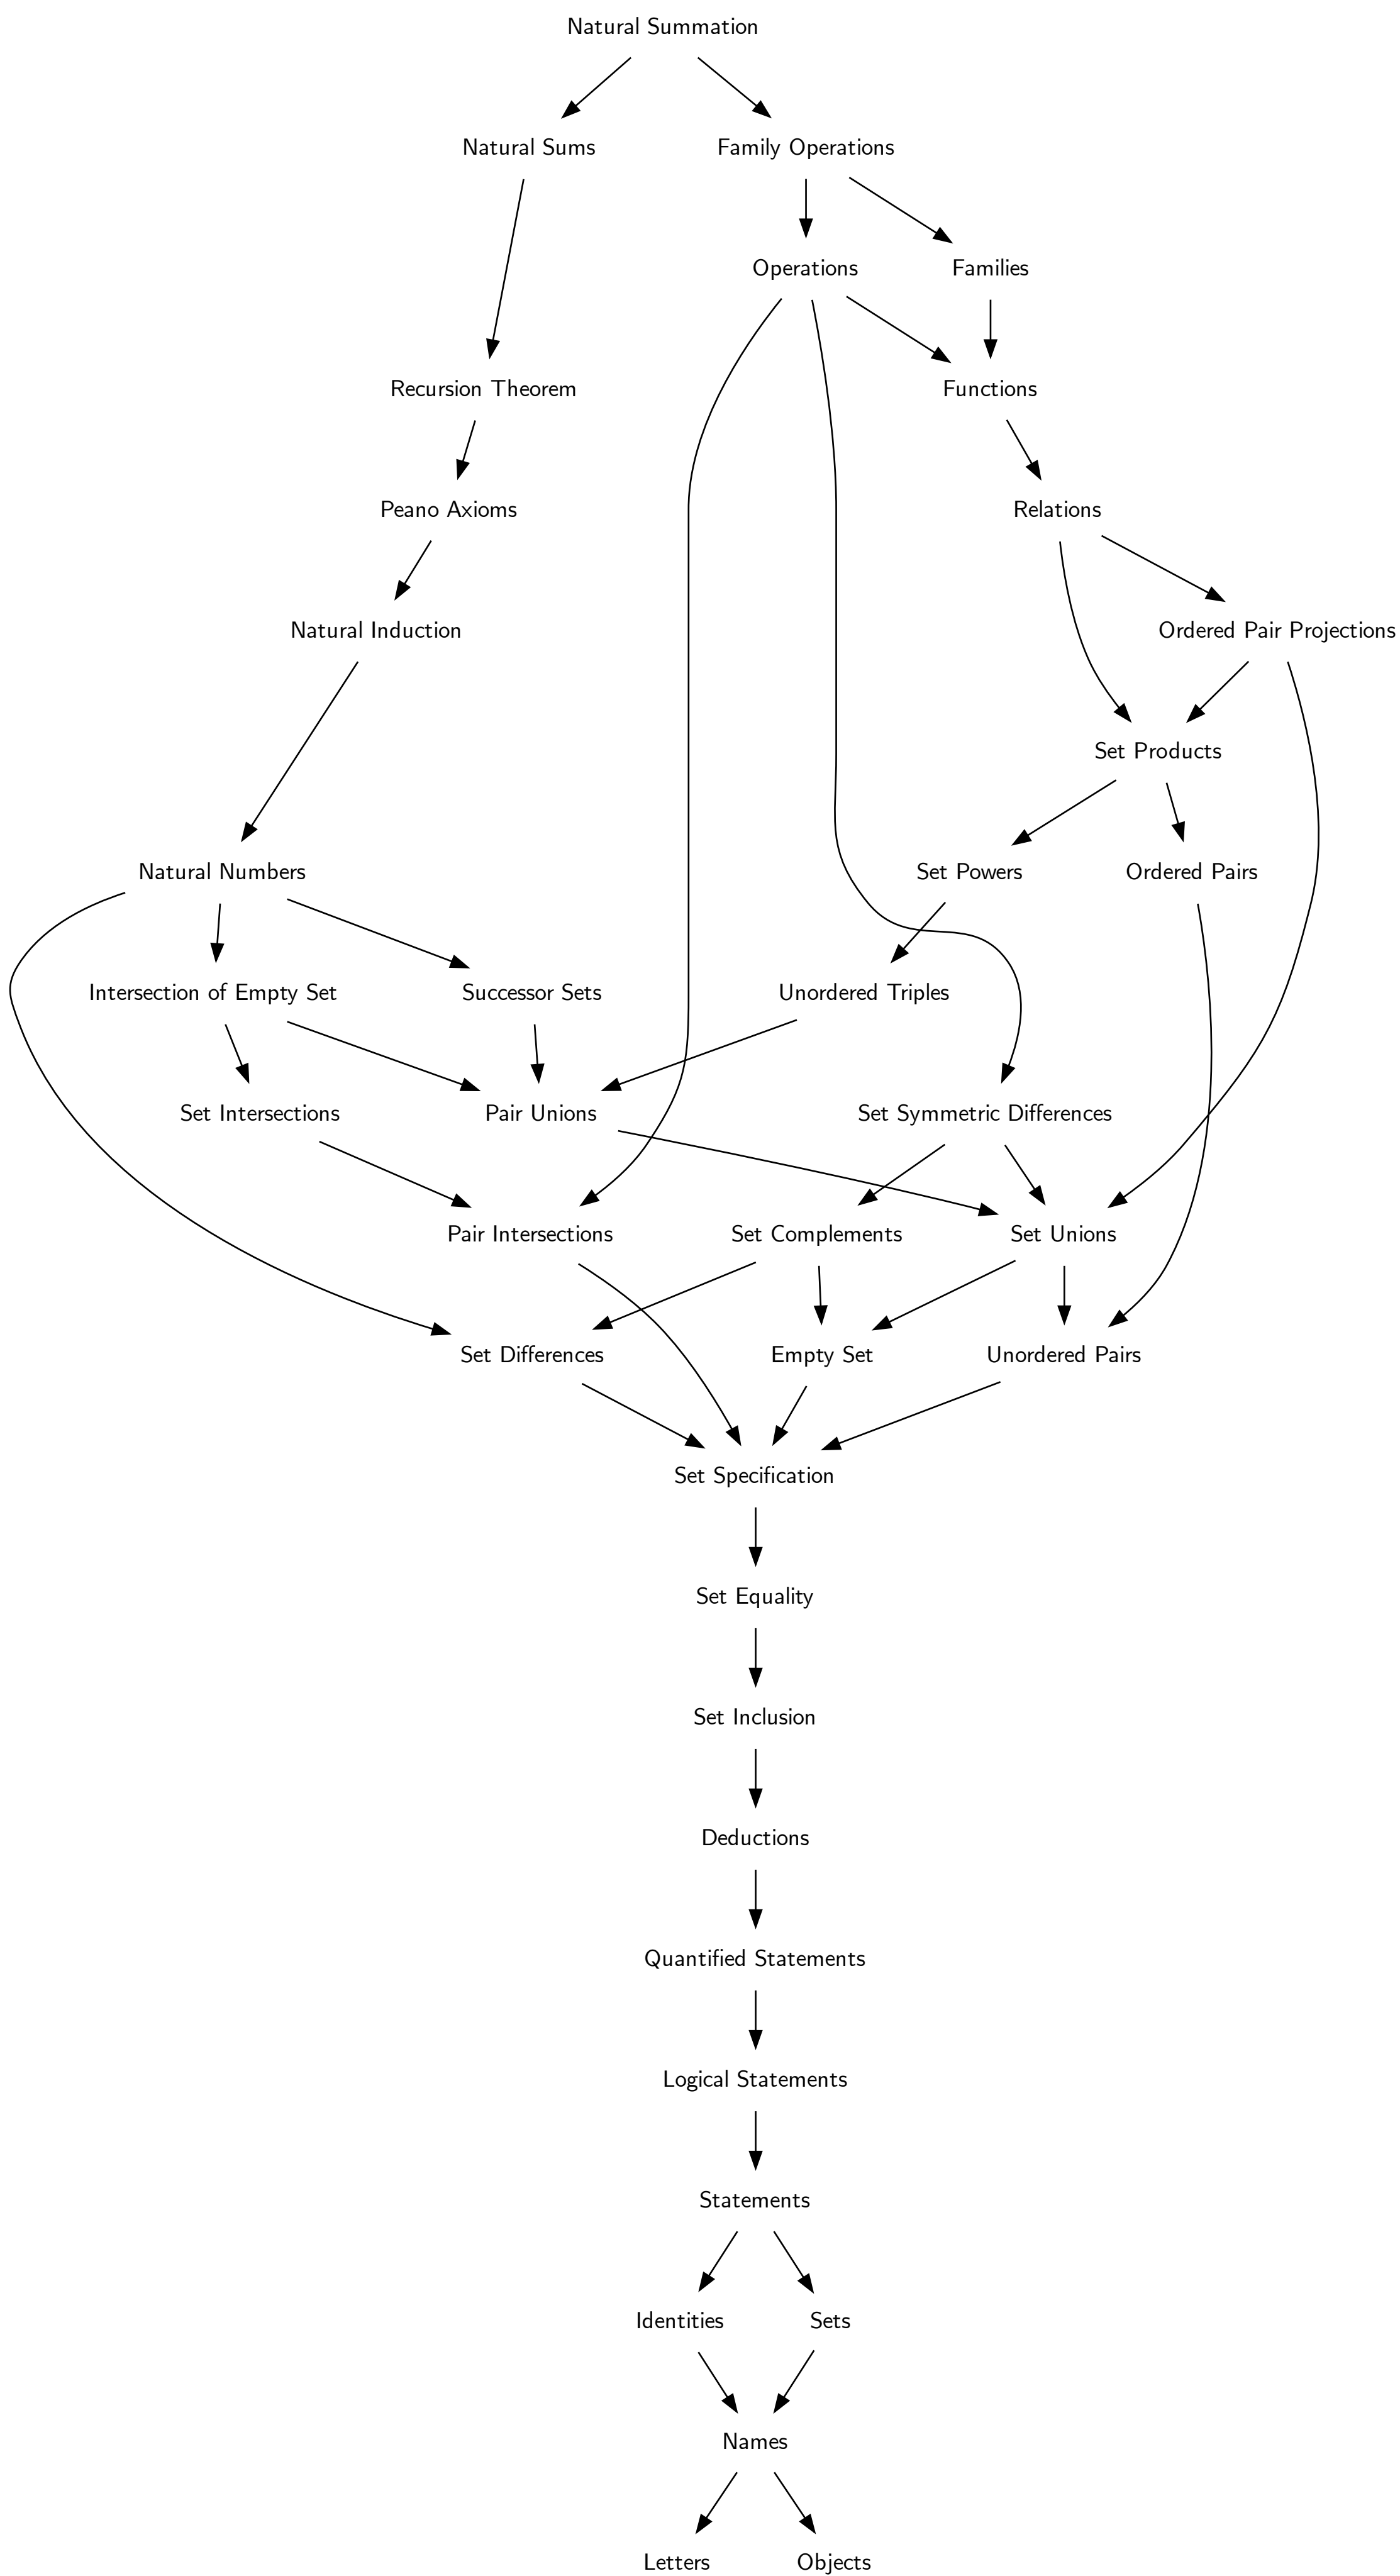 Natural Summation
Natural Sums
Family Operations
Operations
Families
Recursion Theorem
Functions
Peano Axioms
Relations
Natural Induction
Ordered Pair Projections
Set Products
Natural Numbers
Set Powers
Ordered Pairs
Intersection of Empty Set
Successor Sets
Unordered Triples
Set Intersections
Pair Unions
Set Symmetric Differences
Pair Intersections
Set Complements
Set Unions
Set Differences
Empty Set
Unordered Pairs
Set Specification
Set Equality
Set Inclusion
Deductions
Quantified Statements
Logical Statements
Statements
Identities
Sets
Names
Letters
Objects